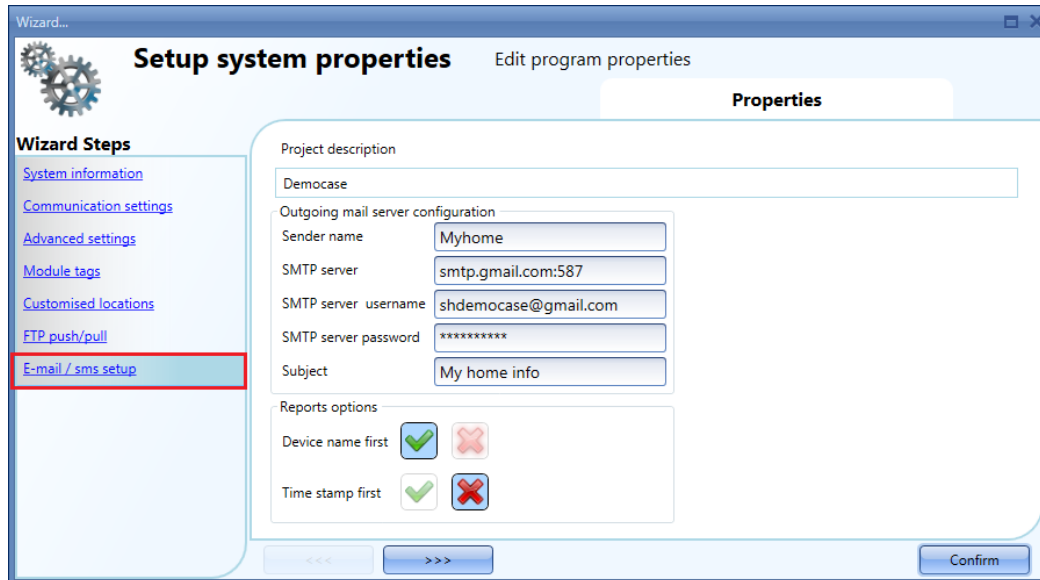 Wizard...
Setup system properties
Edit program properties
Properties
Wizard Steps
System information
Communication settings
Advanced settings
Module tags
Customised locations
FTP push/pull
E-mail / sms setup
Project description
Democase
Outgoing mail server configuration
Sender name Myhome
SMTP server smtp.gmail.com:587
SMTP server username shdemocase@gmail.com
SMTP server password **********
Subject My home info
Reports options
Device name first
Time stamp first
<<< >>> Confirm